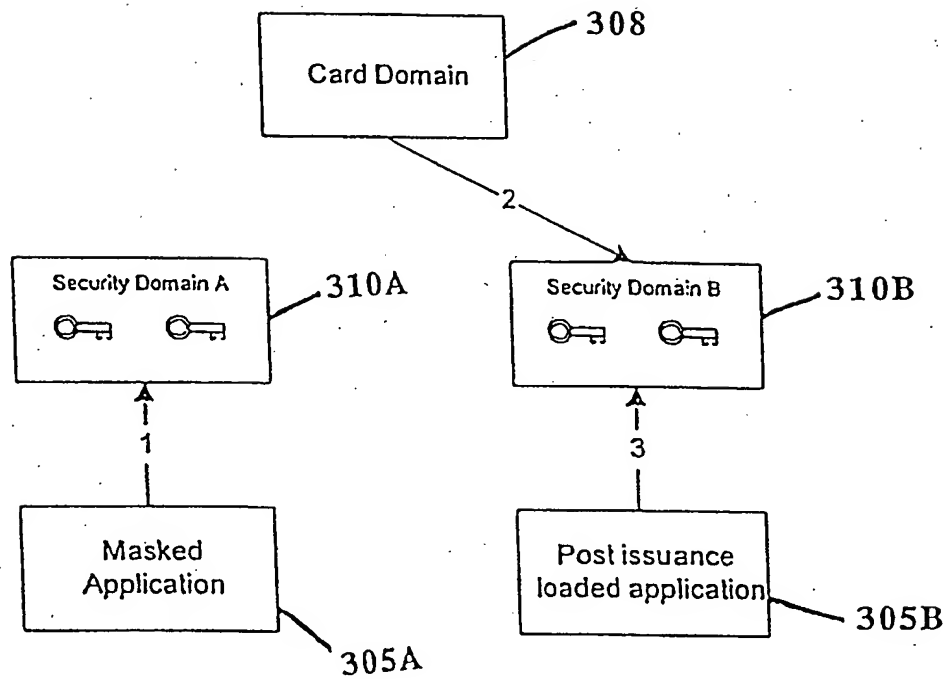 308
Card Domain
2
Security Domain A
310A
Security Domain B
310B
1
3
Masked
Application
305A
Post issuance
loaded application
305B